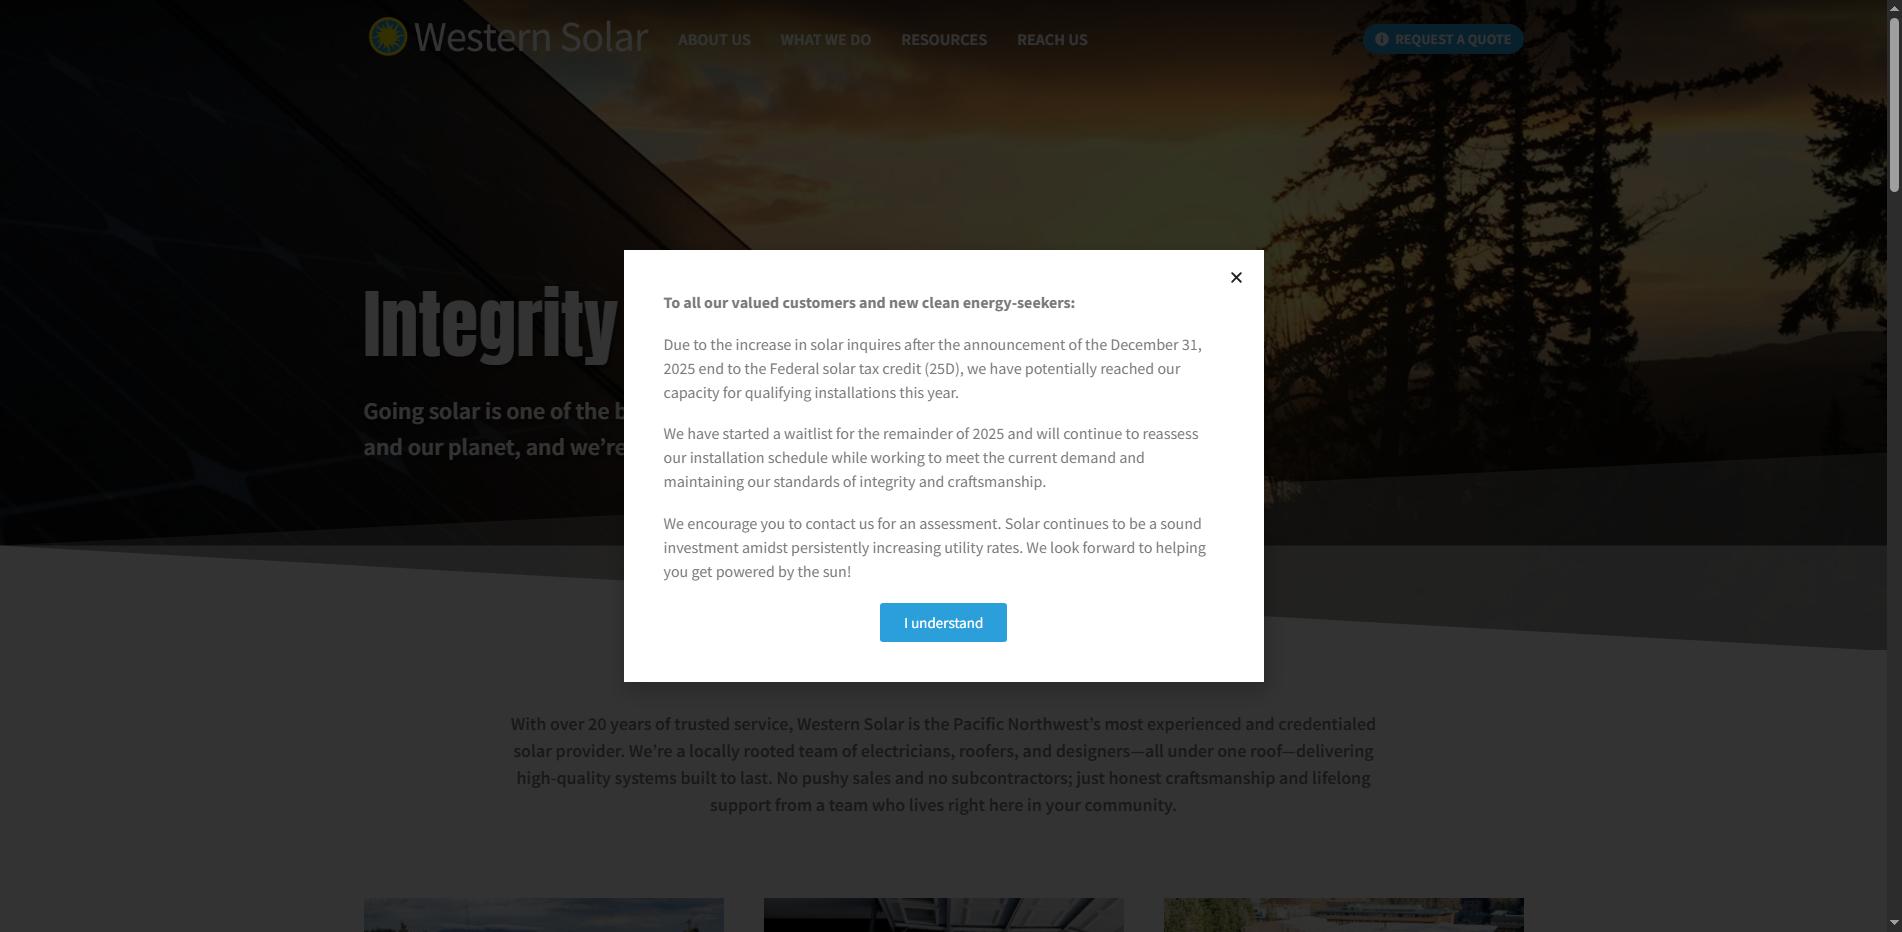 Western Solar
ABOUT US
WHAT WE DO
RESOURCES
REACH US
REQUEST A QUOTE
Integrity
Going solar is one of the b
and our planet, and we’re
To all our valued customers and new clean energy-seekers:
Due to the increase in solar inquires after the announcement of the December 31,
2025 end to the Federal solar tax credit (25D), we have potentially reached our
capacity for qualifying installations this year.
We have started a waitlist for the remainder of 2025 and will continue to reassess
our installation schedule while working to meet the current demand and
maintaining our standards of integrity and craftsmanship.
We encourage you to contact us for an assessment. Solar continues to be a sound
investment amidst persistently increasing utility rates. We look forward to helping
you get powered by the sun!
I understand
With over 20 years of trusted service, Western Solar is the Pacific Northwest’s most experienced and credentialed
solar provider. We’re a locally rooted team of electricians, roofers, and designers—all under one roof—delivering
high-quality systems built to last. No pushy sales and no subcontractors; just honest craftsmanship and lifelong
support from a team who lives right here in your community.